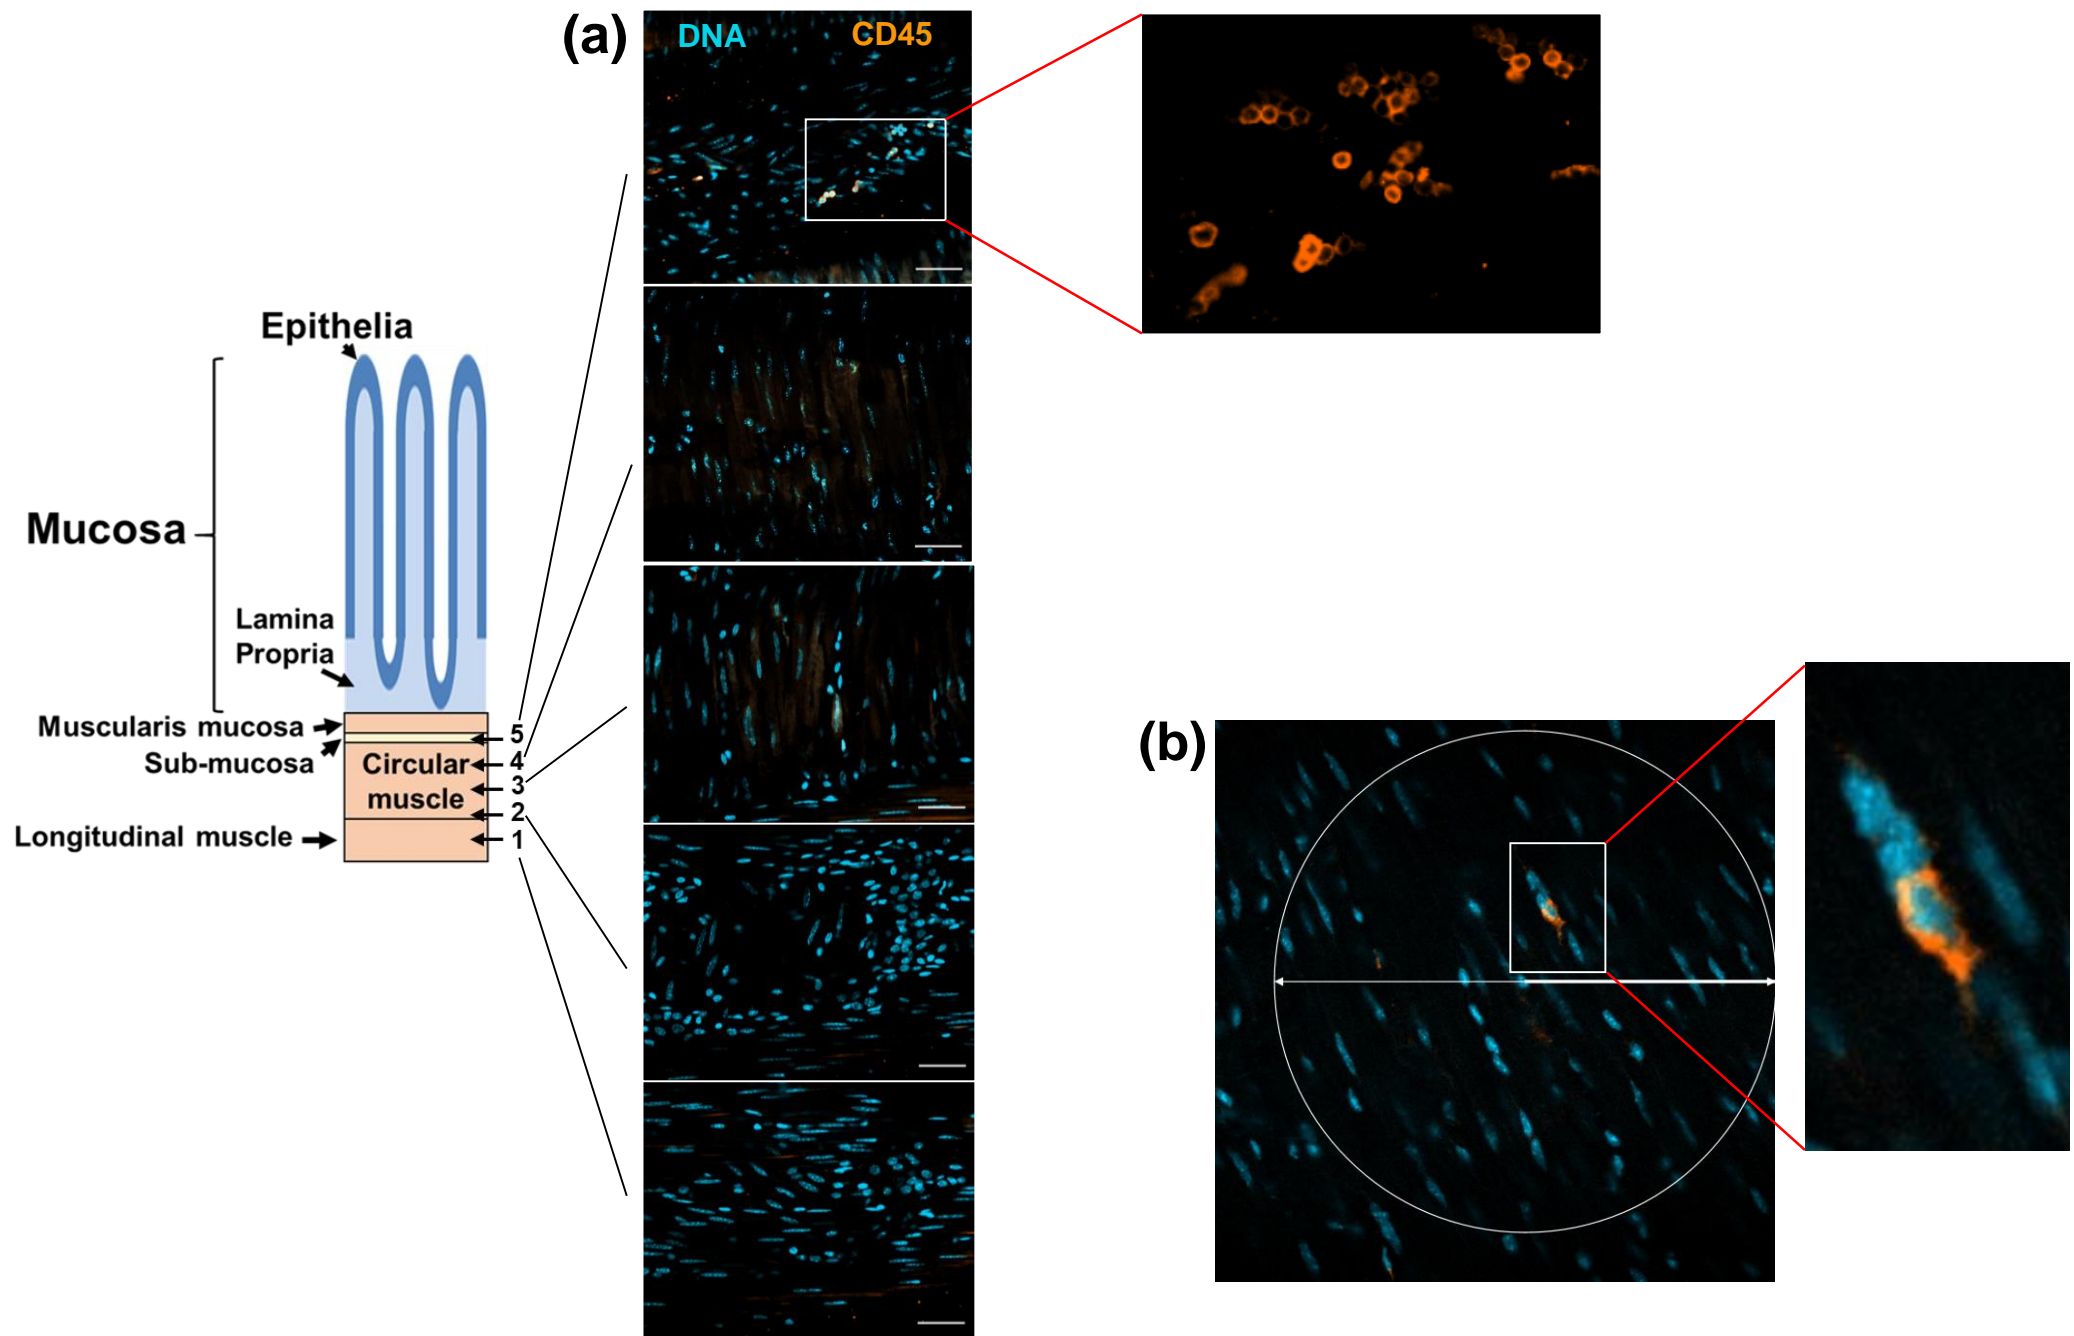 (a)
DNA CD45
Epithelia
Mucosa
Lamina
Propria
Muscularis mucosa
Sub-mucosa
Circular
muscle
Longitudinal muscle
5
4
3
2
1
(b)